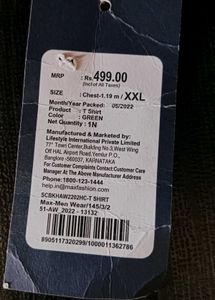 MRP : Rs.499.00
(Incl of All Taxes)
SIZE : Chest-1.19 m / XXL
Month/Year Packed: 05/2022
Product : T Shirt
Color : GREEN
Net Quantity : 1N
Manufactured & Marketed by:
Lifestyle International Private Limited
77° Town Center,Building No.3,West Wing
Off HAL Airport Road,Yemlur P.O.,
Banglore -560037, KARNATAKA
For Customer Complaints Contact Customer Care
Manager At The Above Manufacturer Address
Phone:1800-123-1444
help@maxfashion.com
SCBKHAW2202HC-T SHIRT
Max-Men Wear/145/3/2
51-AW_2022 - 13132
8905117320299/1000011362786